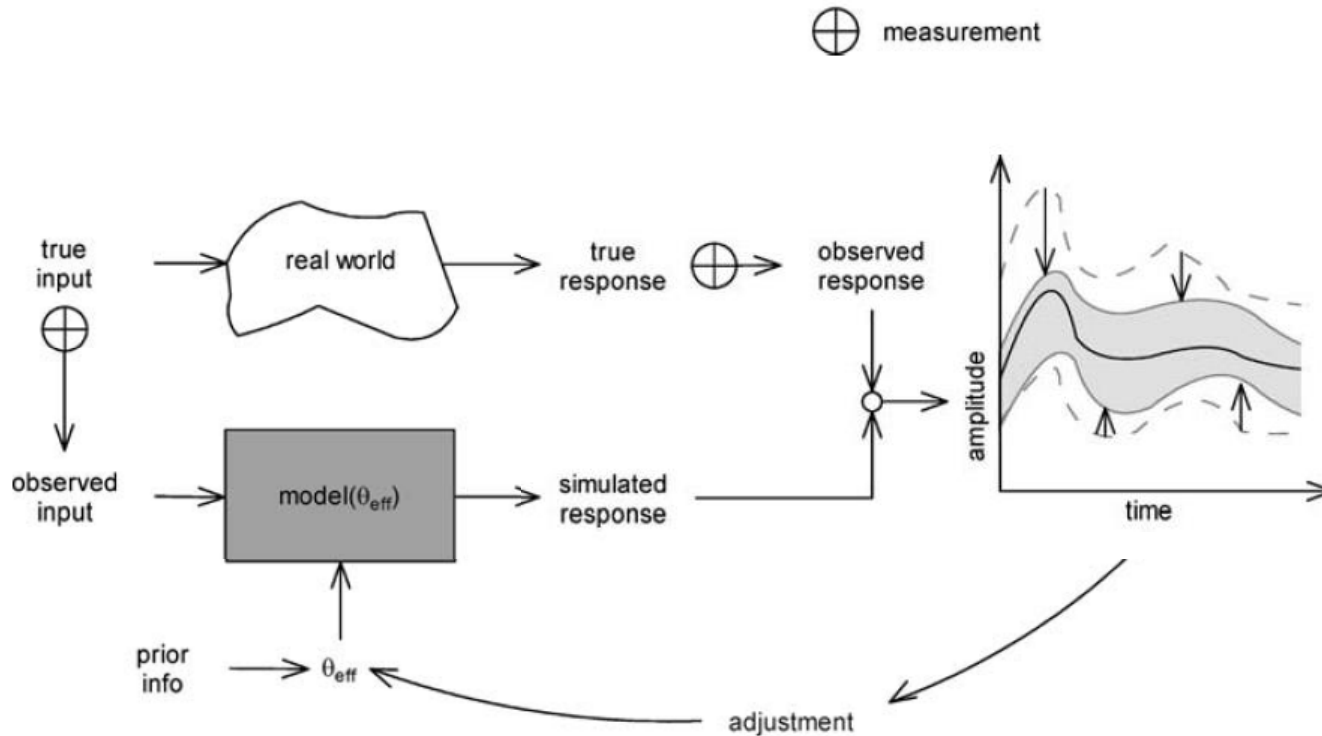 measurement
true
input
real world
true
response
observed
response
amplitude
time
observed
input
model(θeff)
simulated
response
prior
info
θeff
adjustment